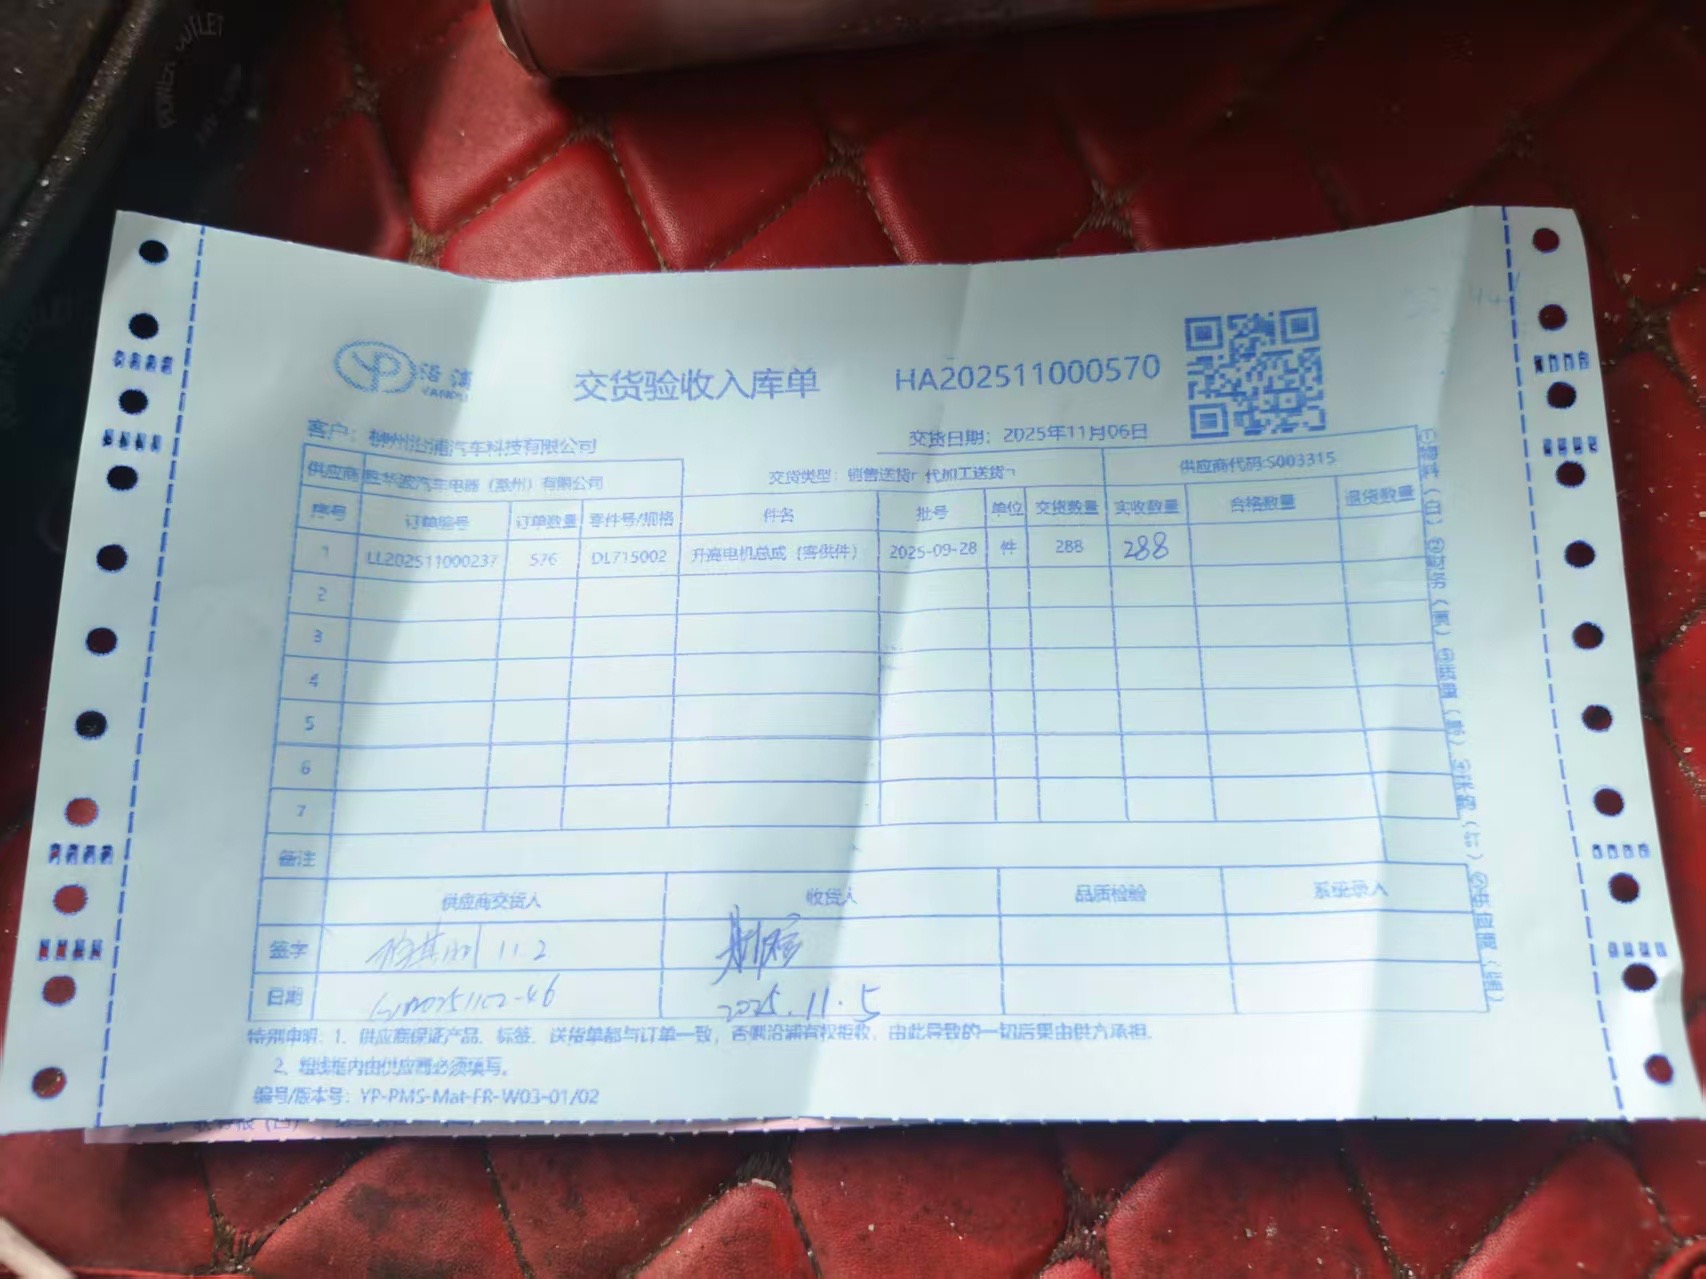 YP 沿浦
YANPU
交货验收入库单 HA202511000570
客户：柳州沿浦汽车科技有限公司 交货日期：2025年11月06日
供应商 胜华波汽车电器（滁州）有限公司 交货类型：销售送货 代加工送货 供应商代码:S003315
序号 订单编号 订单数量 零件号/规格 件名 批号 单位 交货数量 实收数量 合格数量 退货数量
1 LL202511000237 576 DL715002 升高电机总成（客供件） 2025-09-28 件 288 288
2
3
4
5
6
7
备注
供应商交货人 收货人 品质检验 系统录入
签字 11.2
日期 2025.11.5
特别申明：1、供应商保证产品、标签、送货单都与订单一致，否则沿浦有权拒收，由此导致的一切后果由供方承担。
2、粗线框内由供应商必须填写。
编号/版本号：YP-PMS-Mat-FR-W03-01/02